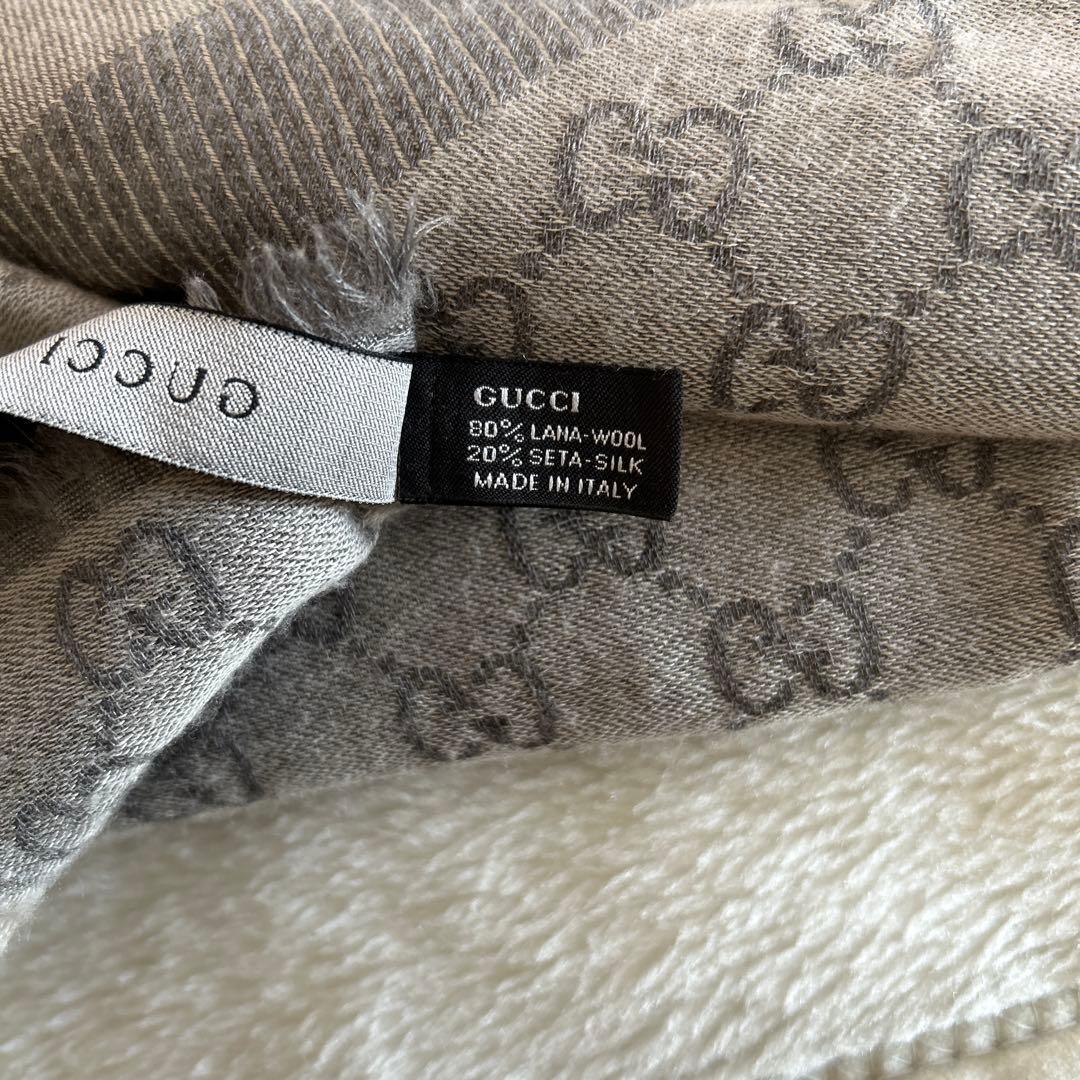 GUCCI
GUCCI
80% LANA-WOOL
20% SETA-SILK
MADE IN ITALY